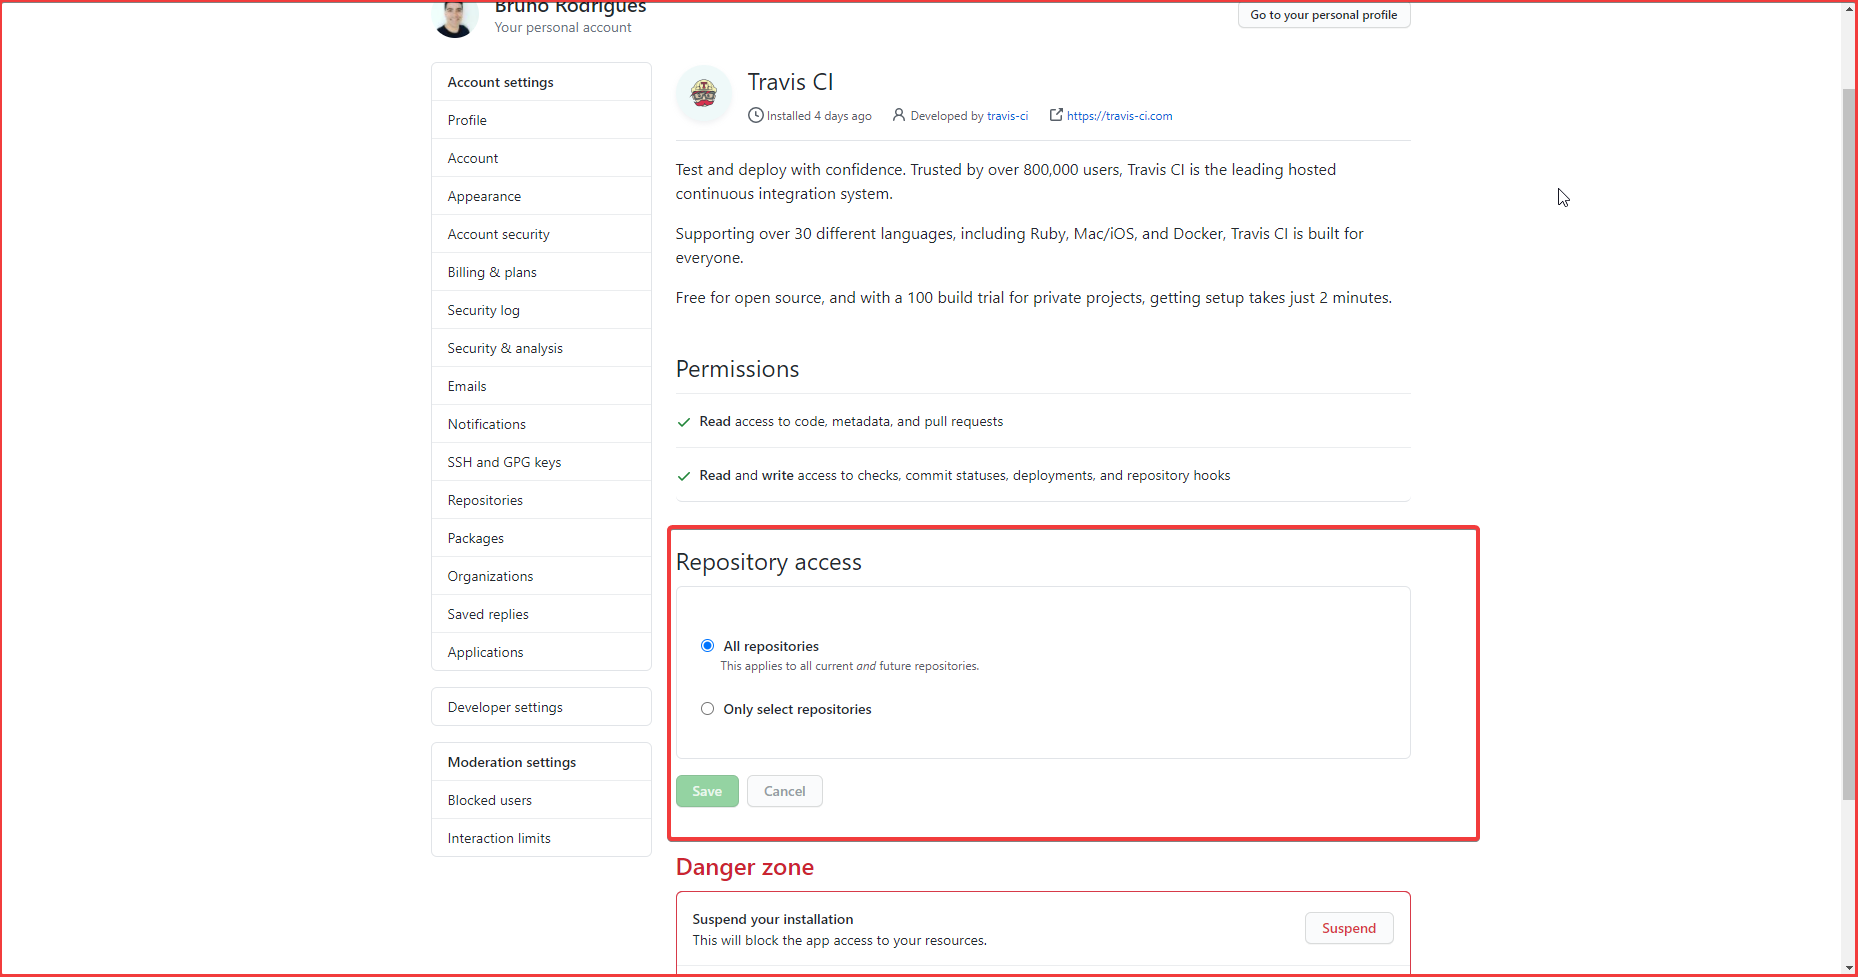 Bruno Rodrigues
Your personal account
Go to your personal profile
Account settings
Profile
Account
Appearance
Account security
Billing & plans
Security log
Security & analysis
Emails
Notifications
SSH and GPG keys
Repositories
Packages
Organizations
Saved replies
Applications
Developer settings
Moderation settings
Blocked users
Interaction limits
Travis CI
Installed 4 days ago
Developed by travis-ci
https://travis-ci.com
Test and deploy with confidence. Trusted by over 800,000 users, Travis CI is the leading hosted
continuous integration system.
Supporting over 30 different languages, including Ruby, Mac/iOS, and Docker, Travis CI is built for
everyone.
Free for open source, and with a 100 build trial for private projects, getting setup takes just 2 minutes.
Permissions
Read access to code, metadata, and pull requests
Read and write access to checks, commit statuses, deployments, and repository hooks
Repository access
All repositories
This applies to all current and future repositories.
Only select repositories
Save
Cancel
Danger zone
Suspend your installation
This will block the app access to your resources.
Suspend